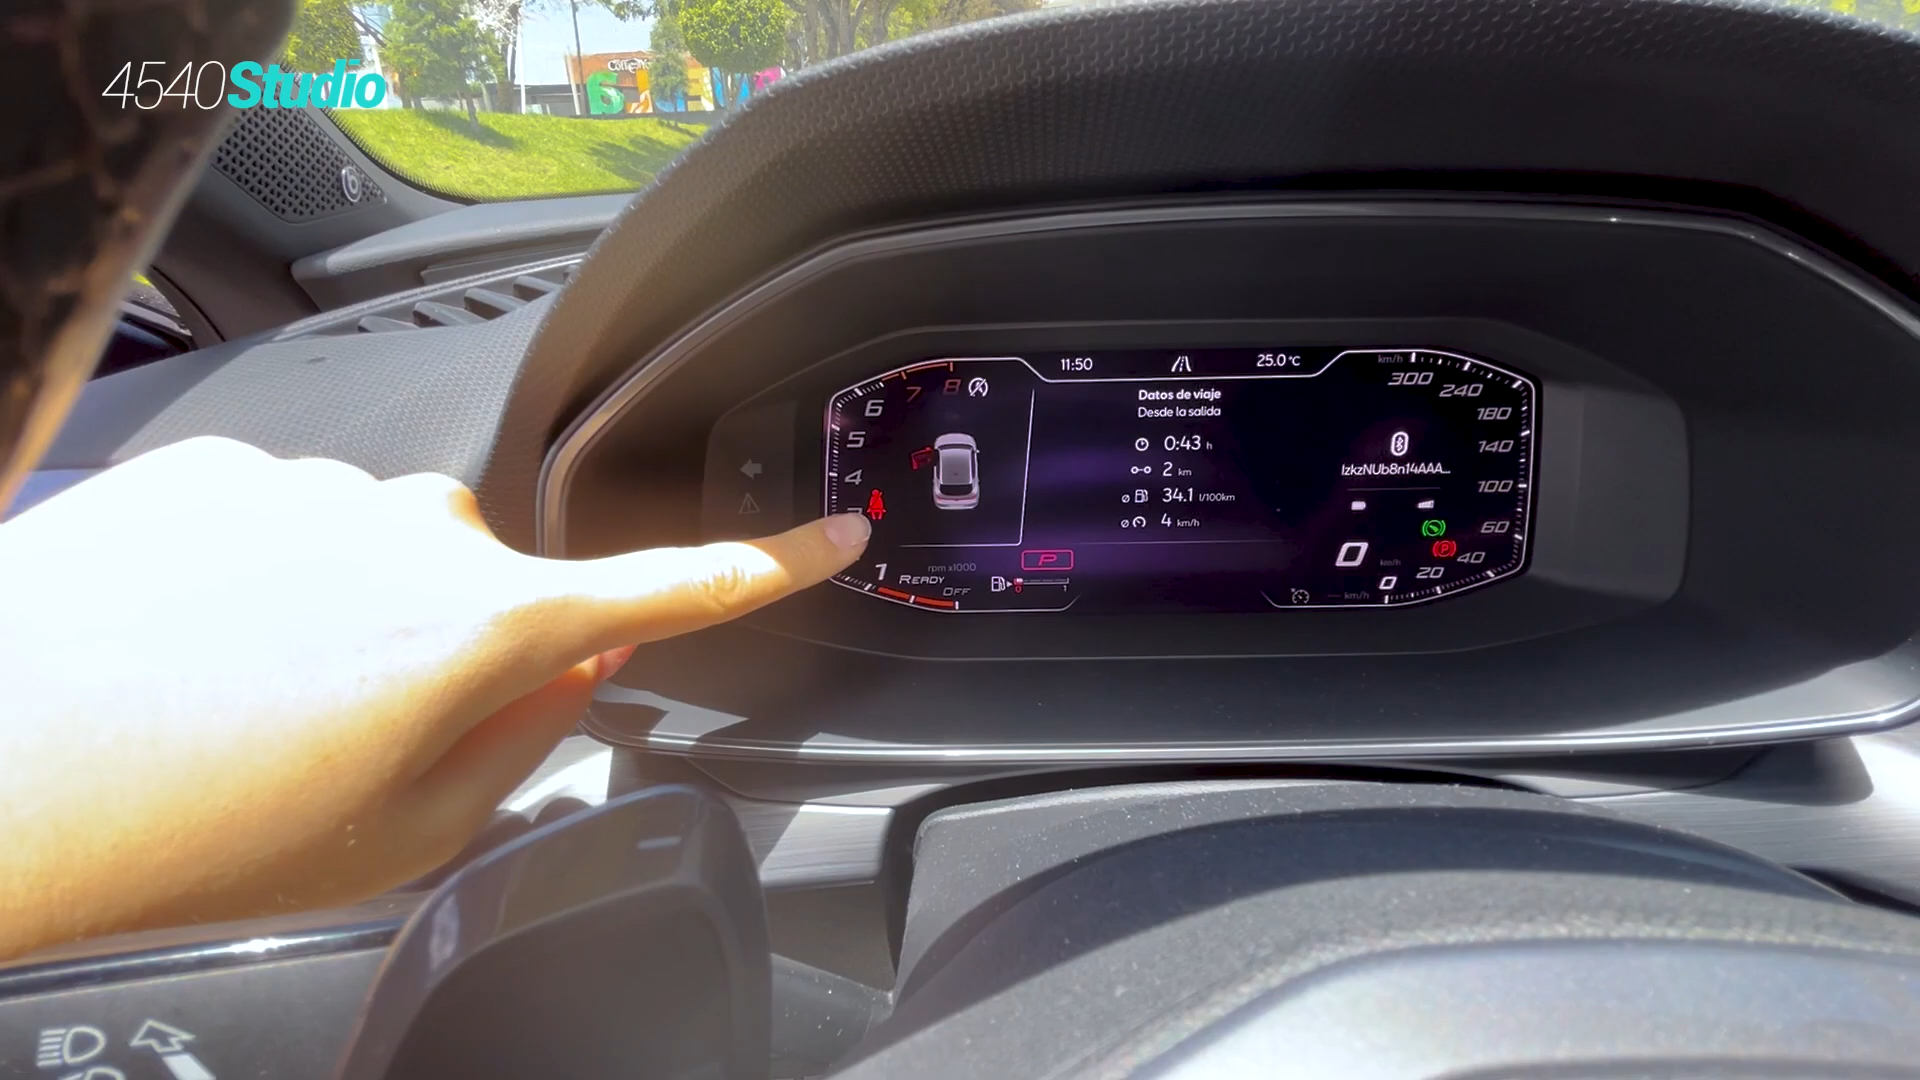 4540Studio
11:50
25.0 °C
km/h
300
240
180
140
100
60
40
20
8
7
6
5
4
1
Datos de viaje
Desde la salida
0:43 h
2 km
Ø 34.1 l/100km
Ø 4 km/h
IzkzNUb8n14AAA...
rpm x1000
READY
OFF
P
0
1
0 km/h
0
--- km/h
P